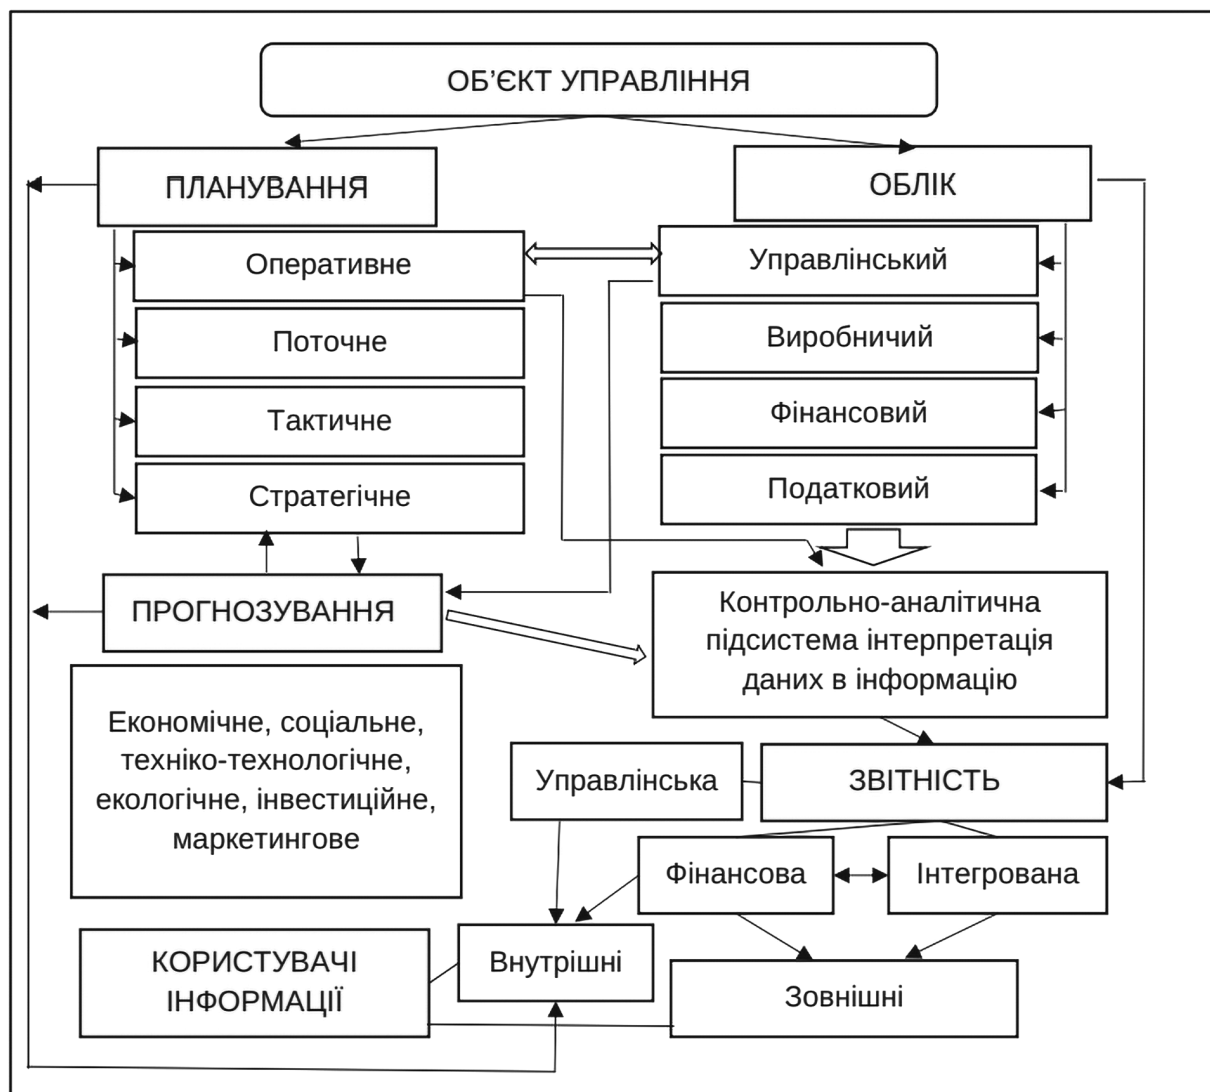 ОБ’ЄКТ УПРАВЛІННЯ
ПЛАНУВАННЯ
ОБЛІК
Оперативне
Управлінський
Поточне
Виробничий
Тактичне
Фінансовий
Стратегічне
Податковий
ПРОГНОЗУВАННЯ
Контрольно-аналітична
підсистема інтерпретація
даних в інформацію
Економічне, соціальне,
техніко-технологічне,
екологічне, інвестиційне,
маркетингове
Управлінська
ЗВІТНІСТЬ
Фінансова
Інтегрована
КОРИСТУВАЧІ
ІНФОРМАЦІЇ
Внутрішні
Зовнішні